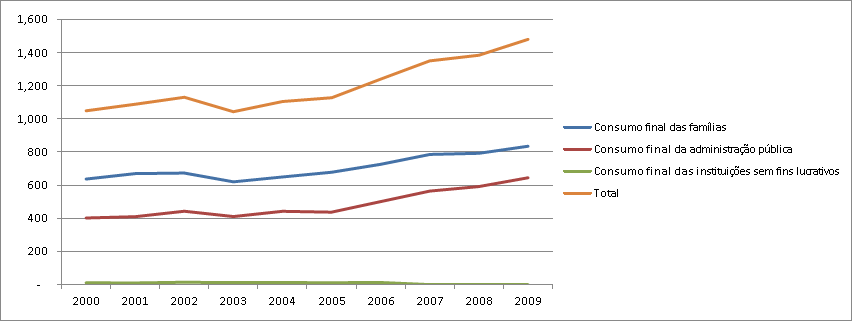 1,600
1,400
1,200
1,000
800
600
400
200
-
2000 2001 2002 2003 2004 2005 2006 2007 2008 2009
Consumo final das famílias
Consumo final da administração pública
Consumo final das instituições sem fins lucrativos
Total